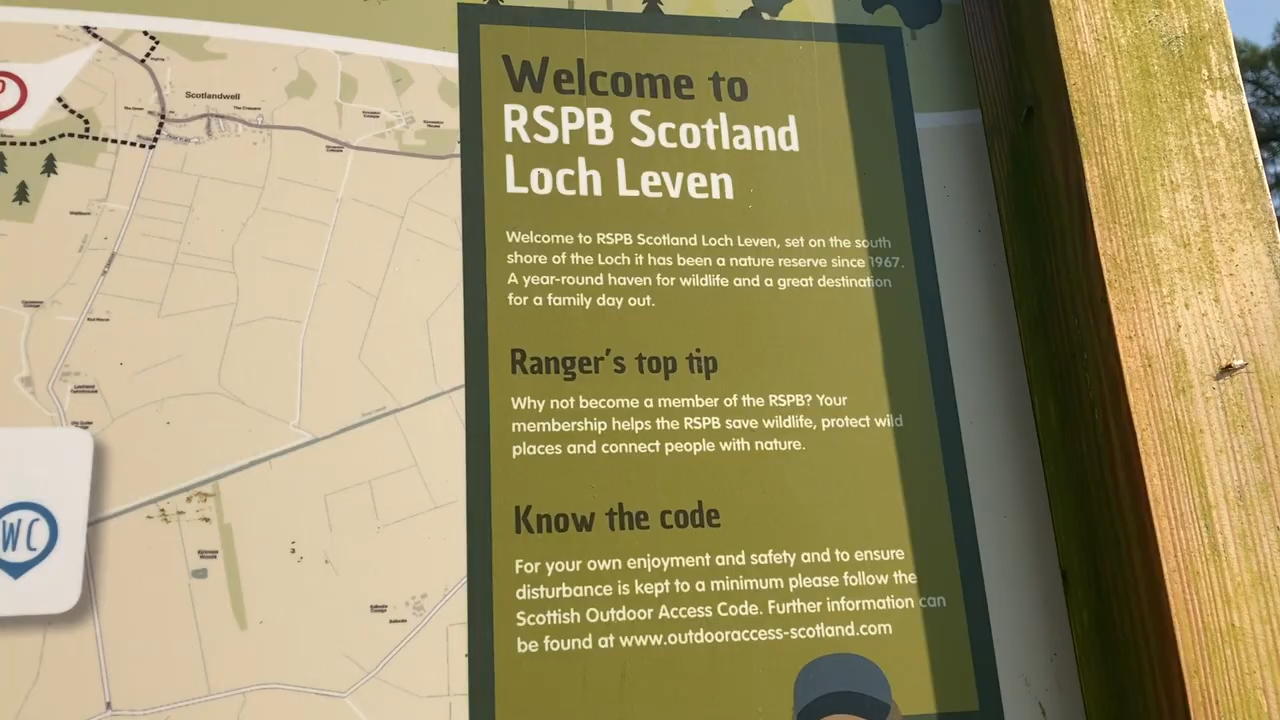 Scotlandwell
WC
Welcome to
RSPB Scotland
Loch Leven
Welcome to RSPB Scotland Loch Leven, set on the south
shore of the Loch it has been a nature reserve since 1967.
A year-round haven for wildlife and a great destination
for a family day out.
Ranger's top tip
Why not become a member of the RSPB? Your
membership helps the RSPB save wildlife, protect wild
places and connect people with nature.
Know the code
For your own enjoyment and safety and to ensure
disturbance is kept to a minimum please follow the
Scottish Outdoor Access Code. Further information can
be found at www.outdooraccess-scotland.com